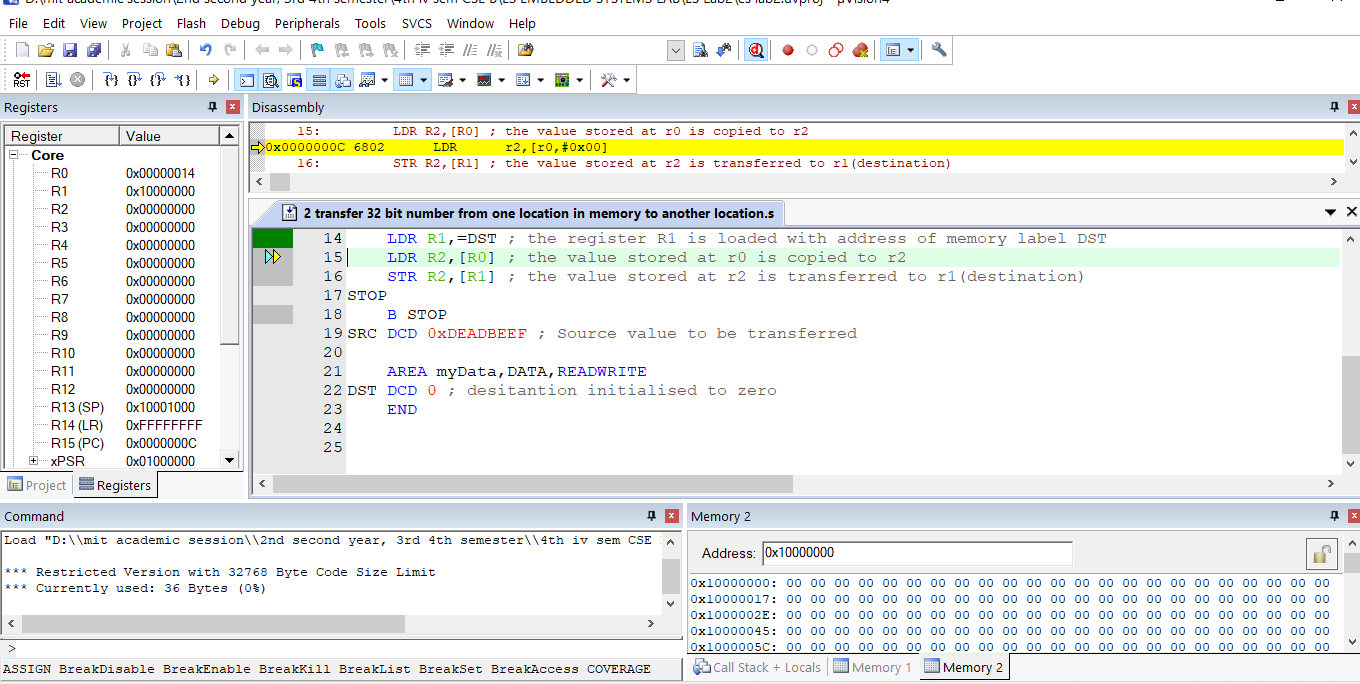 D:\mit academic session\2nd second year, 3rd 4th semester\4th iv sem CSE B\ES EMBEDDED SYSTEMS LAB\ES Lab2\es lab2.uvproj - µVision4
File Edit View Project Flash Debug Peripherals Tools SVCS Window Help
RST
Registers
Register Value
Core
R0 0x00000014
R1 0x10000000
R2 0x00000000
R3 0x00000000
R4 0x00000000
R5 0x00000000
R6 0x00000000
R7 0x00000000
R8 0x00000000
R9 0x00000000
R10 0x00000000
R11 0x00000000
R12 0x00000000
R13 (SP) 0x10001000
R14 (LR) 0xFFFFFFFF
R15 (PC) 0x0000000C
xPSR 0x01000000
Project Registers
Disassembly
15: LDR R2,[R0] ; the value stored at r0 is copied to r2
0x0000000C 6802 LDR r2,[r0,#0x00]
16: STR R2,[R1] ; the value stored at r2 is transferred to r1(destination)
2 transfer 32 bit number from one location in memory to another location.s
14 LDR R1,=DST ; the register R1 is loaded with address of memory label DST
15 LDR R2,[R0] ; the value stored at r0 is copied to r2
16 STR R2,[R1] ; the value stored at r2 is transferred to r1(destination)
17 STOP
18 B STOP
19 SRC DCD 0xDEADBEEF ; Source value to be transferred
20
21 AREA myData,DATA,READWRITE
22 DST DCD 0 ; desitantion initialised to zero
23 END
24
25
Command
Load "D:\\mit academic session\\2nd second year, 3rd 4th semester\\4th iv sem CSE
*** Restricted Version with 32768 Byte Code Size Limit
*** Currently used: 36 Bytes (0%)
>
ASSIGN BreakDisable BreakEnable BreakKill BreakList BreakSet BreakAccess COVERAGE
Memory 2
Address: 0x10000000
0x10000000: 00 00 00 00 00 00 00 00 00 00 00 00 00 00 00 00 00 00 00 00 00 00 00
0x10000017: 00 00 00 00 00 00 00 00 00 00 00 00 00 00 00 00 00 00 00 00 00 00 00
0x1000002E: 00 00 00 00 00 00 00 00 00 00 00 00 00 00 00 00 00 00 00 00 00 00 00
0x10000045: 00 00 00 00 00 00 00 00 00 00 00 00 00 00 00 00 00 00 00 00 00 00 00
0x1000005C: 00 00 00 00 00 00 00 00 00 00 00 00 00 00 00 00 00 00 00 00 00 00 00
Call Stack + Locals Memory 1 Memory 2